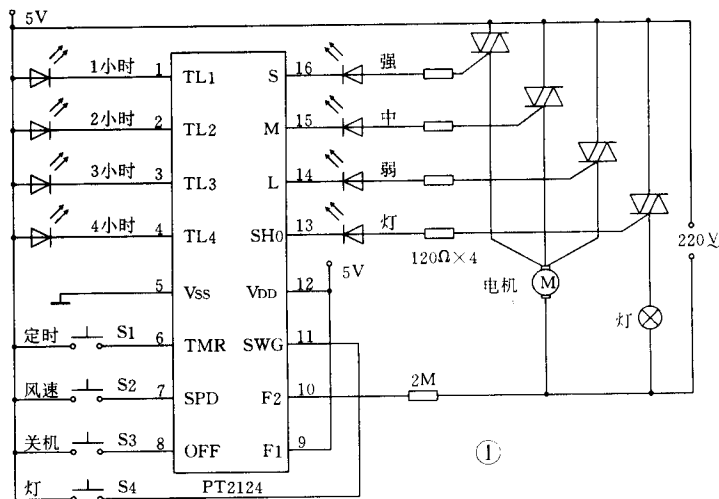 5V
1小时 1 TL1 S 16 强
2小时 2 TL2 M 15 中
3小时 3 TL3 L 14 弱
4小时 4 TL4 SH0 13 灯
120Ω×4
220V
5V
电机 M
5 VSS VDD 12
灯
定时 S1 6 TMR SWG 11
风速 S2 7 SPD F2 10 2M
关机 S3 8 OFF F1 9
①
灯 S4 PT2124